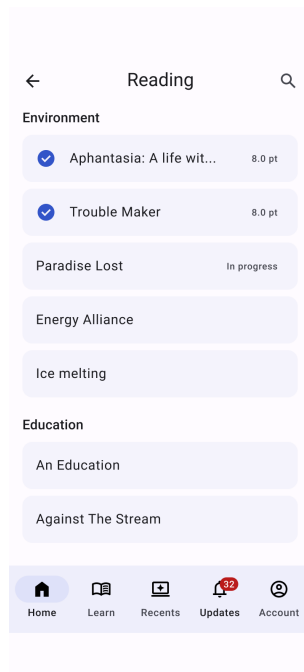 Reading
Environment
Aphantasia: A life wit... 8.0 pt
Trouble Maker 8.0 pt
Paradise Lost In progress
Energy Alliance
Ice melting
Education
An Education
Against The Stream
32
Home Learn Recents Updates Account